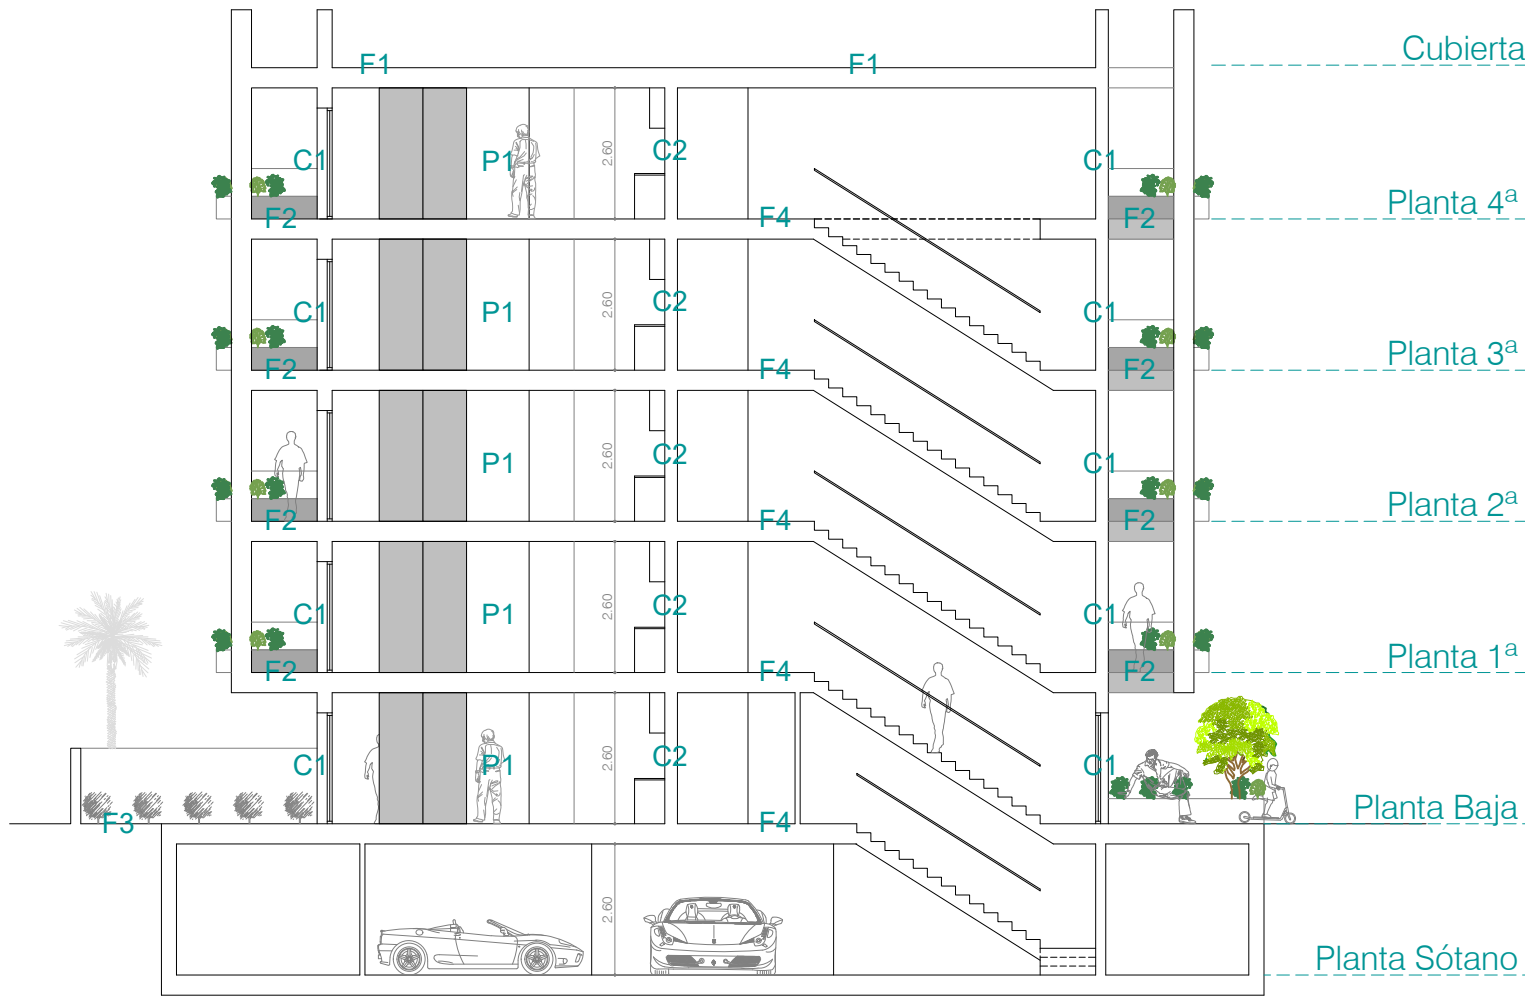 Cubierta
F1 F1
C1 P1 2.60 C2 C1
Planta 4ª
F2 F4 F2
C1 P1 2.60 C2 C1
Planta 3ª
F2 F4 F2
P1 2.60 C2 C1
Planta 2ª
F2 F4 F2
C1 P1 2.60 C2 C1
Planta 1ª
F2 F4 F2
C1 P1 2.60 C2 C1
Planta Baja
F3 F4
2.60
Planta Sótano